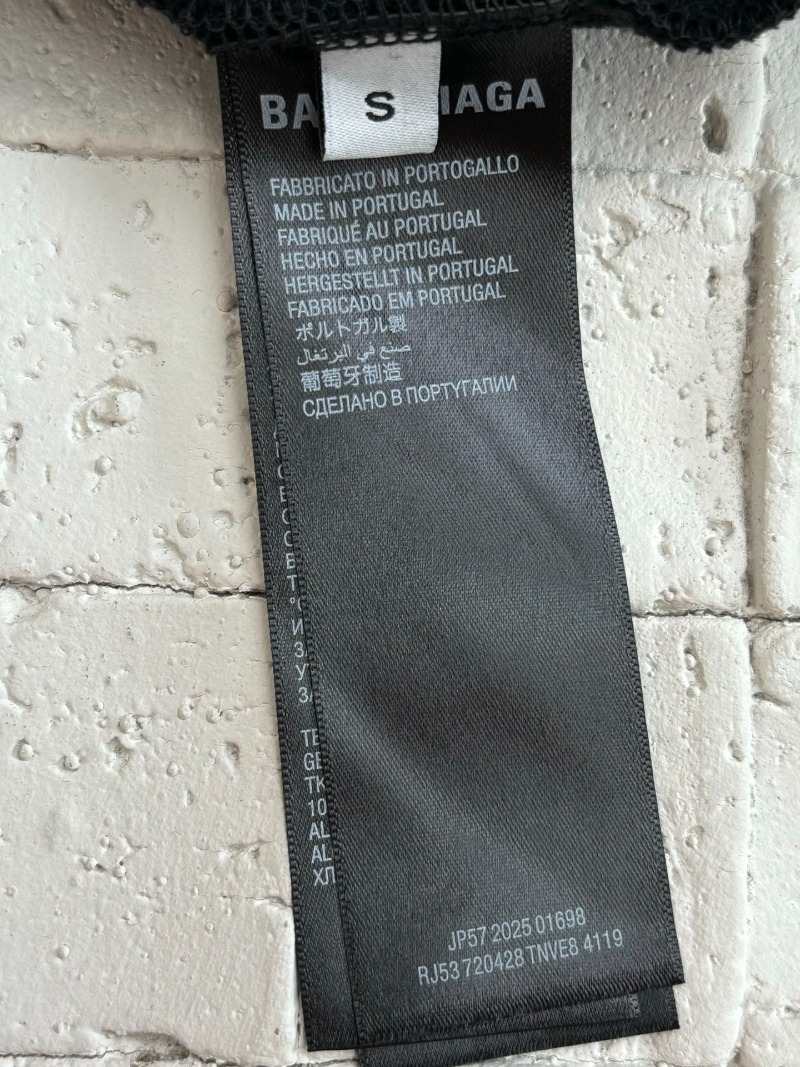 S
FABBRICATO IN PORTOGALLO
MADE IN PORTUGAL
FABRIQUÉ AU PORTUGAL
HECHO EN PORTUGAL
HERGESTELLT IN PORTUGAL
FABRICADO EM PORTUGAL
ポルトガル製
صنع في البرتغال
葡萄牙制造
СДЕЛАНО В ПОРТУГАЛИИ
JP57 2025 01698
RJ53 720428 TNVE8 4119